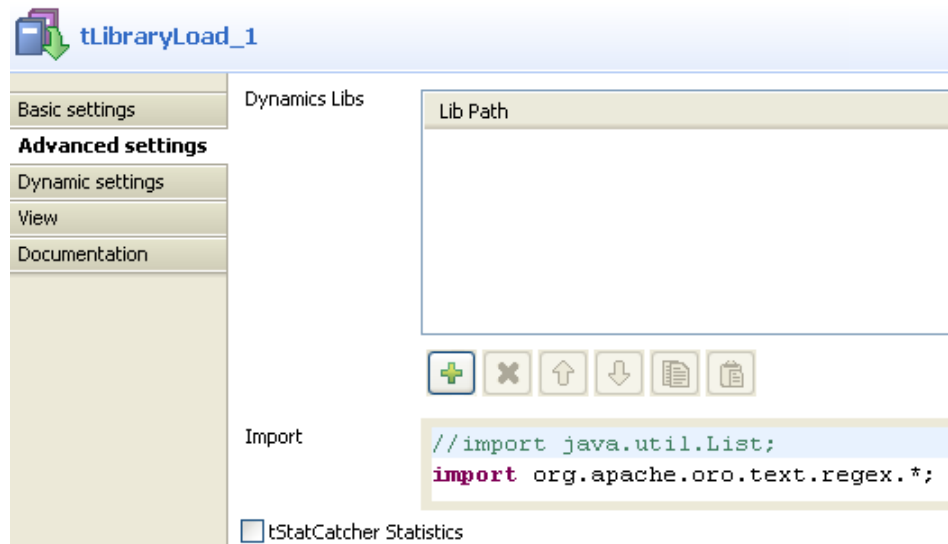 tLibraryLoad_1
Basic settings
Advanced settings
Dynamic settings
View
Documentation
Dynamics Libs
Lib Path
Import
//import java.util.List;
import org.apache.oro.text.regex.*;
tStatCatcher Statistics